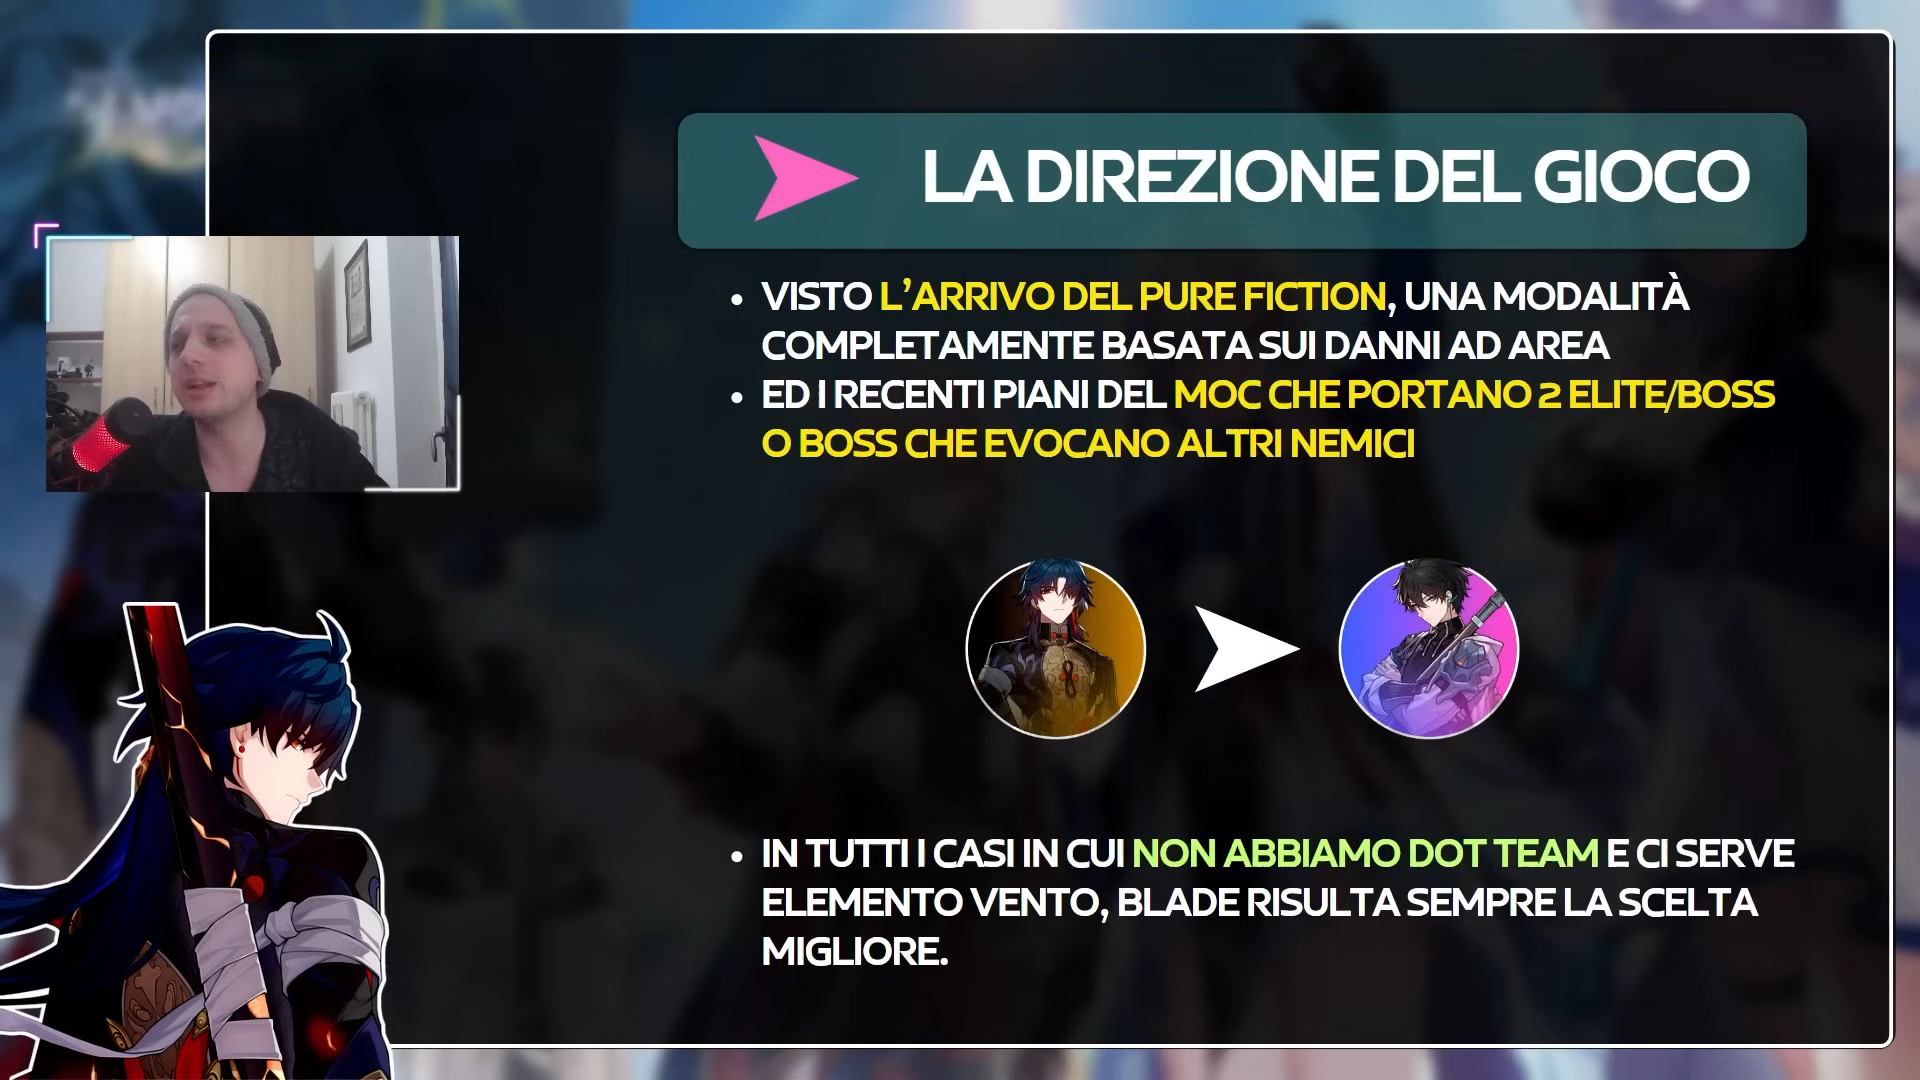 LA DIREZIONE DEL GIOCO
• VISTO L'ARRIVO DEL PURE FICTION, UNA MODALITÀ
COMPLETAMENTE BASATA SUI DANNI AD AREA
• ED I RECENTI PIANI DEL MOC CHE PORTANO 2 ELITE/BOSS
O BOSS CHE EVOCANO ALTRI NEMICI
• IN TUTTI I CASI IN CUI NON ABBIAMO DOT TEAM E CI SERVE
ELEMENTO VENTO, BLADE RISULTA SEMPRE LA SCELTA
MIGLIORE.